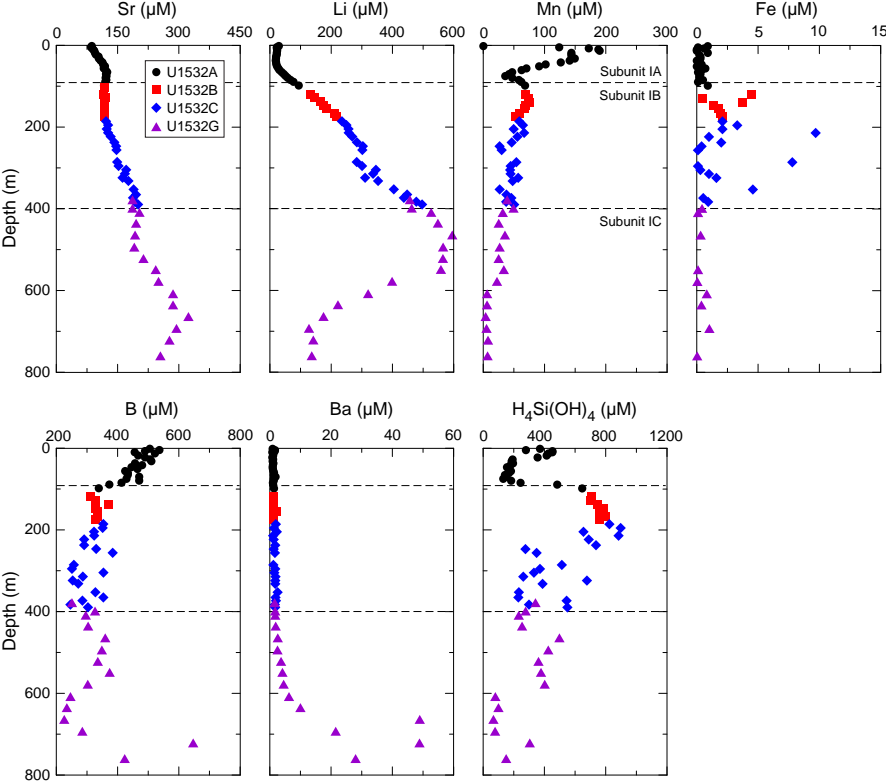 Sr (µM) Li (µM) Mn (µM) Fe (µM)
0 150 300 450 0 200 400 600 0 100 200 300 0 5 10 15
0
200
400
600
800
Depth (m)
U1532A
U1532B
U1532C
U1532G
Subunit IA
Subunit IB
Subunit IC
B (µM) Ba (µM) H4Si(OH)4 (µM)
200 400 600 800 0 20 40 60 0 400 800 1200
0
200
400
600
800
Depth (m)